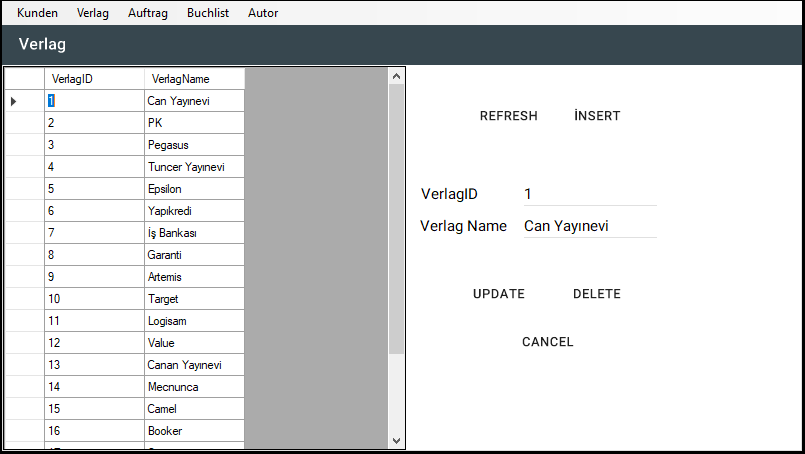 Kunden Verlag Auftrag Buchlist Autor
Verlag
VerlagID VerlagName
1 Can Yayınevi
2 PK
3 Pegasus
4 Tuncer Yayınevi
5 Epsilon
6 Yapıkredi
7 İş Bankası
8 Garanti
9 Artemis
10 Target
11 Logisam
12 Value
13 Canan Yayınevi
14 Mecnunca
15 Camel
16 Booker
REFRESH İNSERT
VerlagID 1
Verlag Name Can Yayınevi
UPDATE DELETE
CANCEL